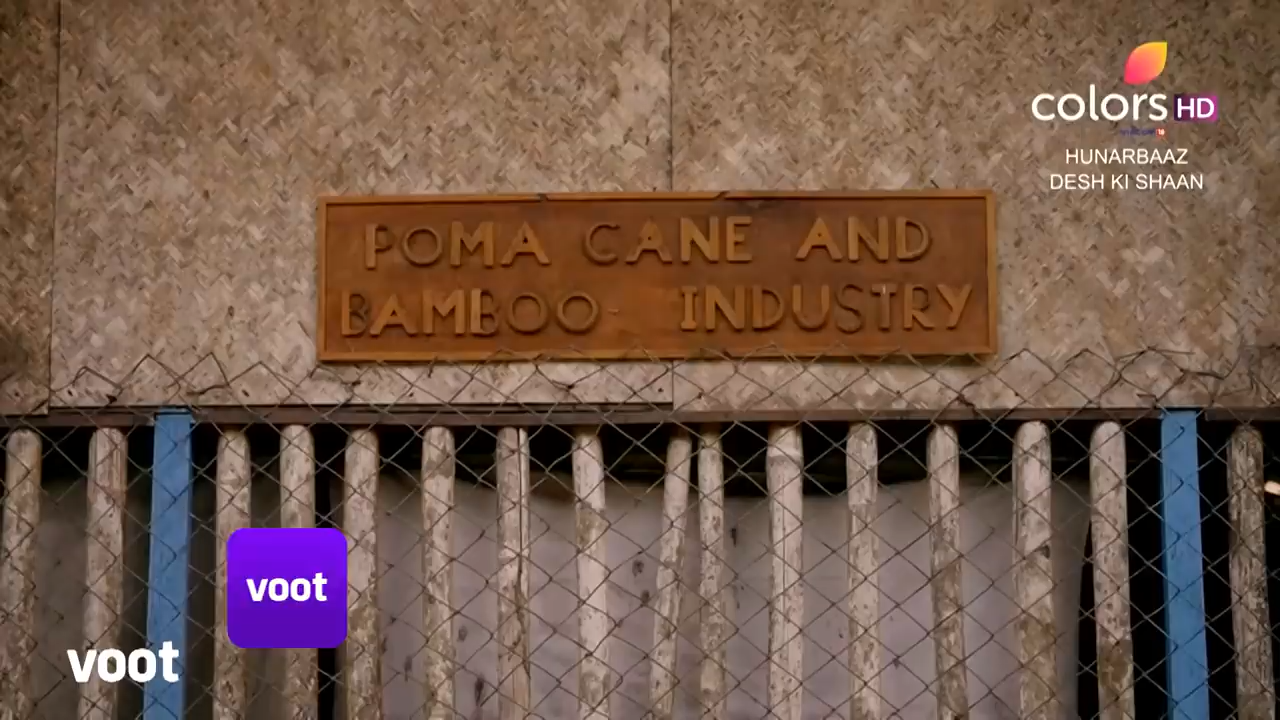 colors HD
HUNARBAAZ
DESH KI SHAAN
POMA CANE AND
BAMBOO INDUSTRY
voot
voot